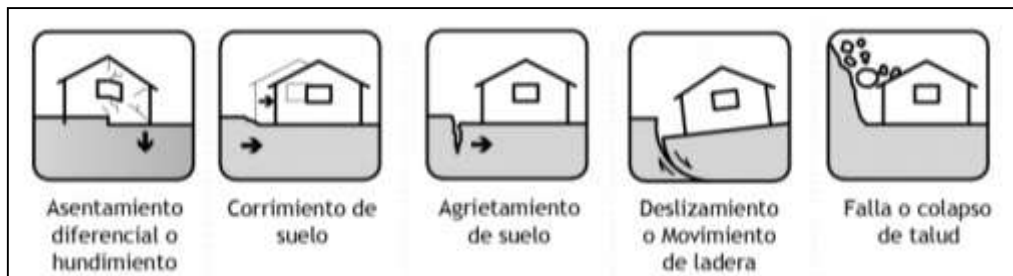 Asentamiento
diferencial o
hundimiento
Corrimiento de
suelo
Agrietamiento
de suelo
Deslizamiento
o Movimiento
de ladera
Falla o colapso
de talud